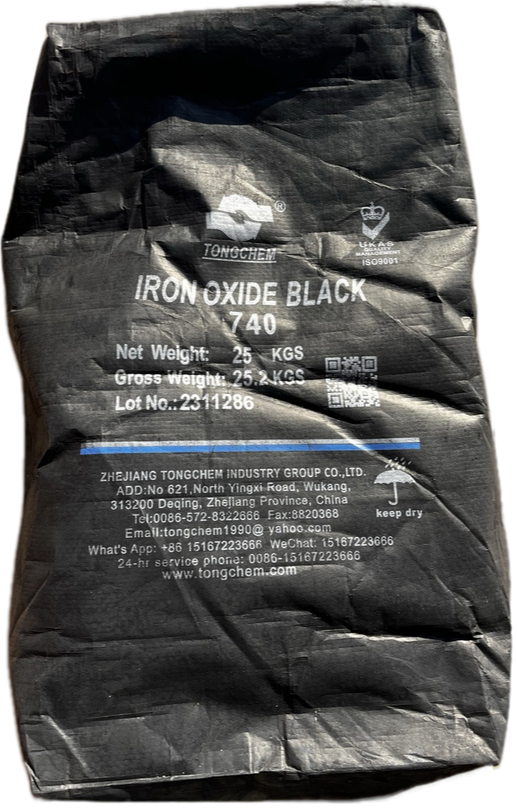 TONGCHEM
®
UKAS
QUALITY
MANAGEMENT
ISO9001
IRON OXIDE BLACK
740
Net Weight: 25 KGS
Gross Weight: 25.2 KGS
Lot No.: 2311286
ZHEJIANG TONGCHEM INDUSTRY GROUP CO.,LTD.
ADD:No 621,North Yingxi Road, Wukang,
313200 Deqing, Zhejiang Province, China
Tel:0086-572-8322666 Fax:8820368
Email:tongchem1990@ yahoo.com
What's App: +86 15167223666 WeChat: 15167223666
24-hr service phone: 0086-15167223666
www.tongchem.com
keep dry